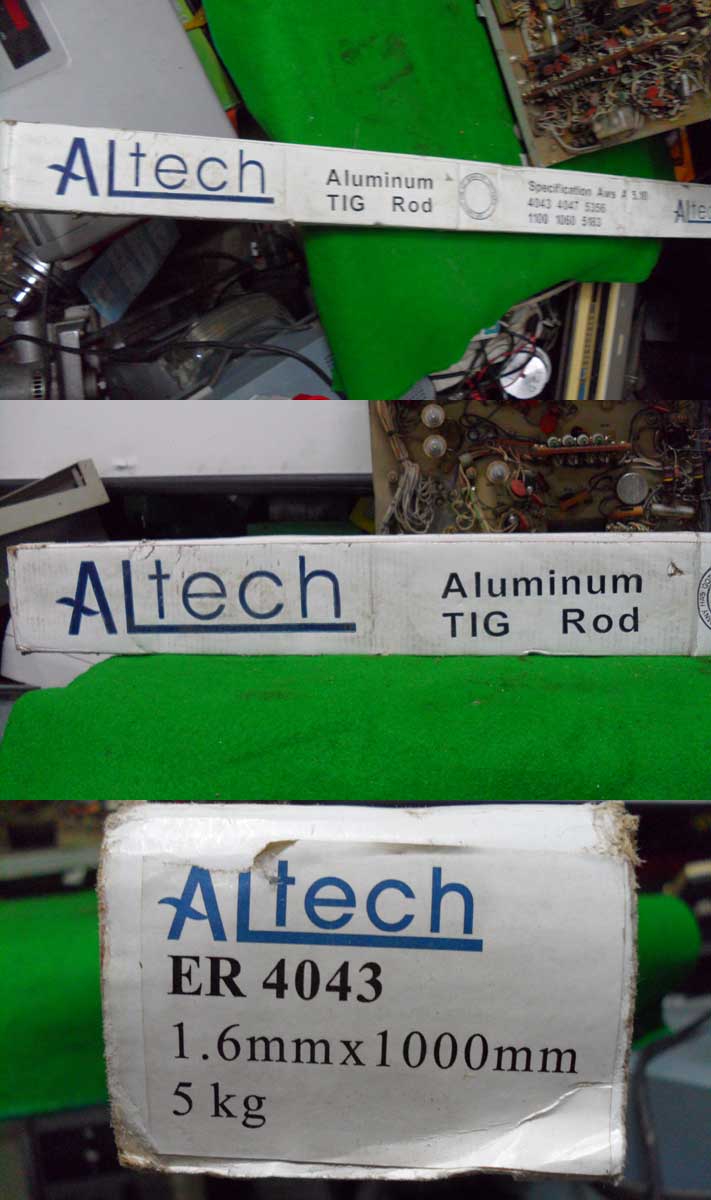 ALtech
Aluminum
TIG Rod
Specification Aws A 5.10
4043 4047 5356
1100 1060 5183
ALtec
ALtech
Aluminum
TIG Rod
ALtech
ER 4043
1.6mmx1000mm
5 kg